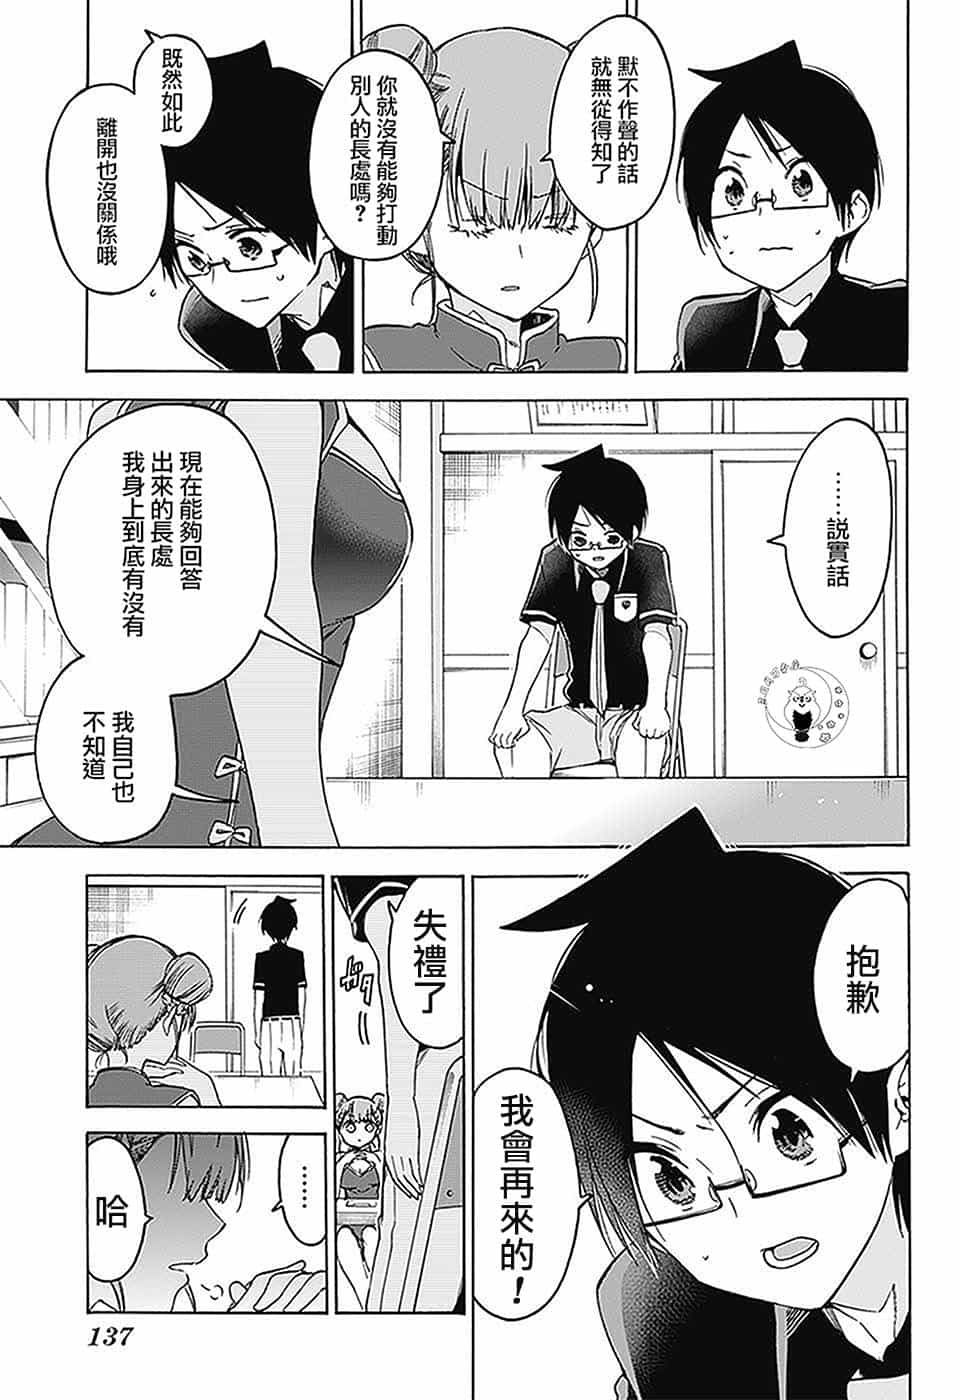 默不作聲的話
就無從得知了
你就沒有能夠打動
別人的長處嗎？
既然如此
離開也沒關係哦
……説實話
現在能夠回答
出來的長處
我身上到底有沒有
我自己也
不知道
抱歉
我會再來的！
失禮了
ガタ
……
哈
137